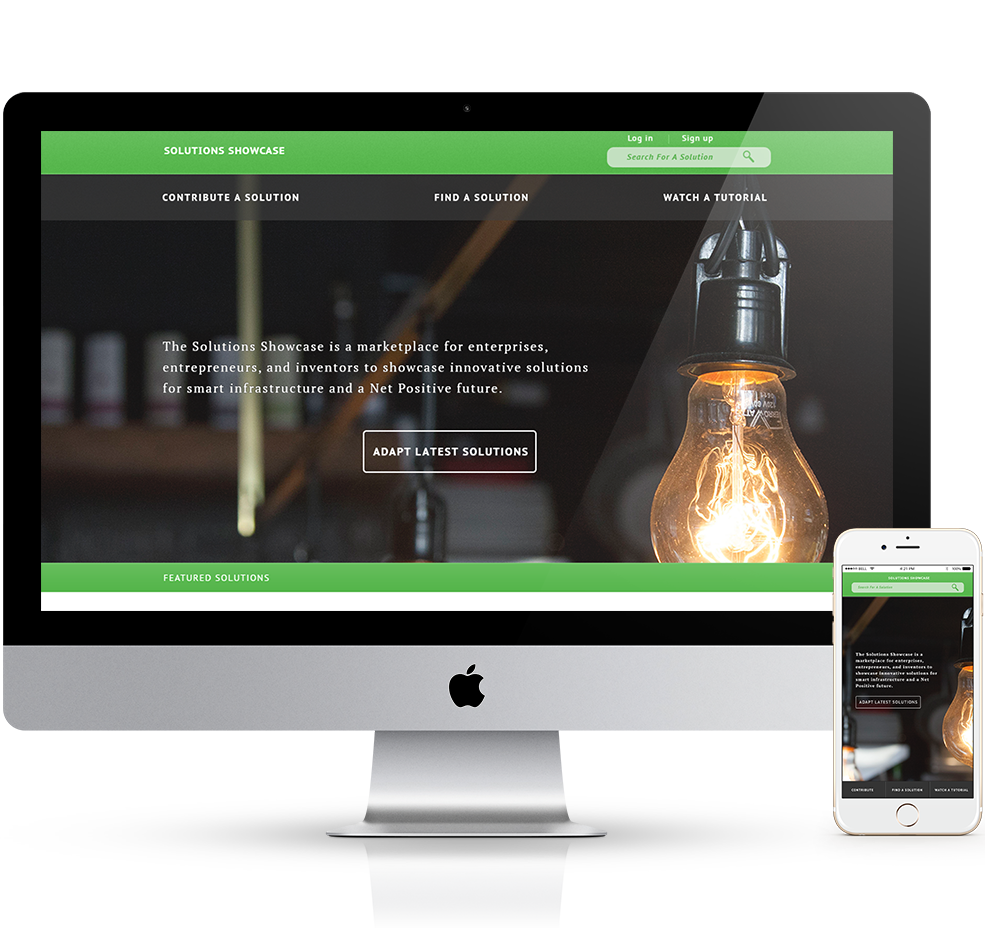 Log in | Sign up
SOLUTIONS SHOWCASE
Search For A Solution
CONTRIBUTE A SOLUTION
FIND A SOLUTION
WATCH A TUTORIAL
The Solutions Showcase is a marketplace for enterprises,
entrepreneurs, and inventors to showcase innovative solutions
for smart infrastructure and a Net Positive future.
ADAPT LATEST SOLUTIONS
FEATURED SOLUTIONS
BELL
4:21 PM
100%
SOLUTIONS SHOWCASE
Search For A Solution
The Solutions Showcase is a
marketplace for enterprises,
entrepreneurs, and inventors to
showcase innovative solutions for
smart infrastructure and a Net
Positive future.
ADAPT LATEST SOLUTIONS
CONTRIBUTE
FIND A SOLUTION
WATCH A TUTORIAL